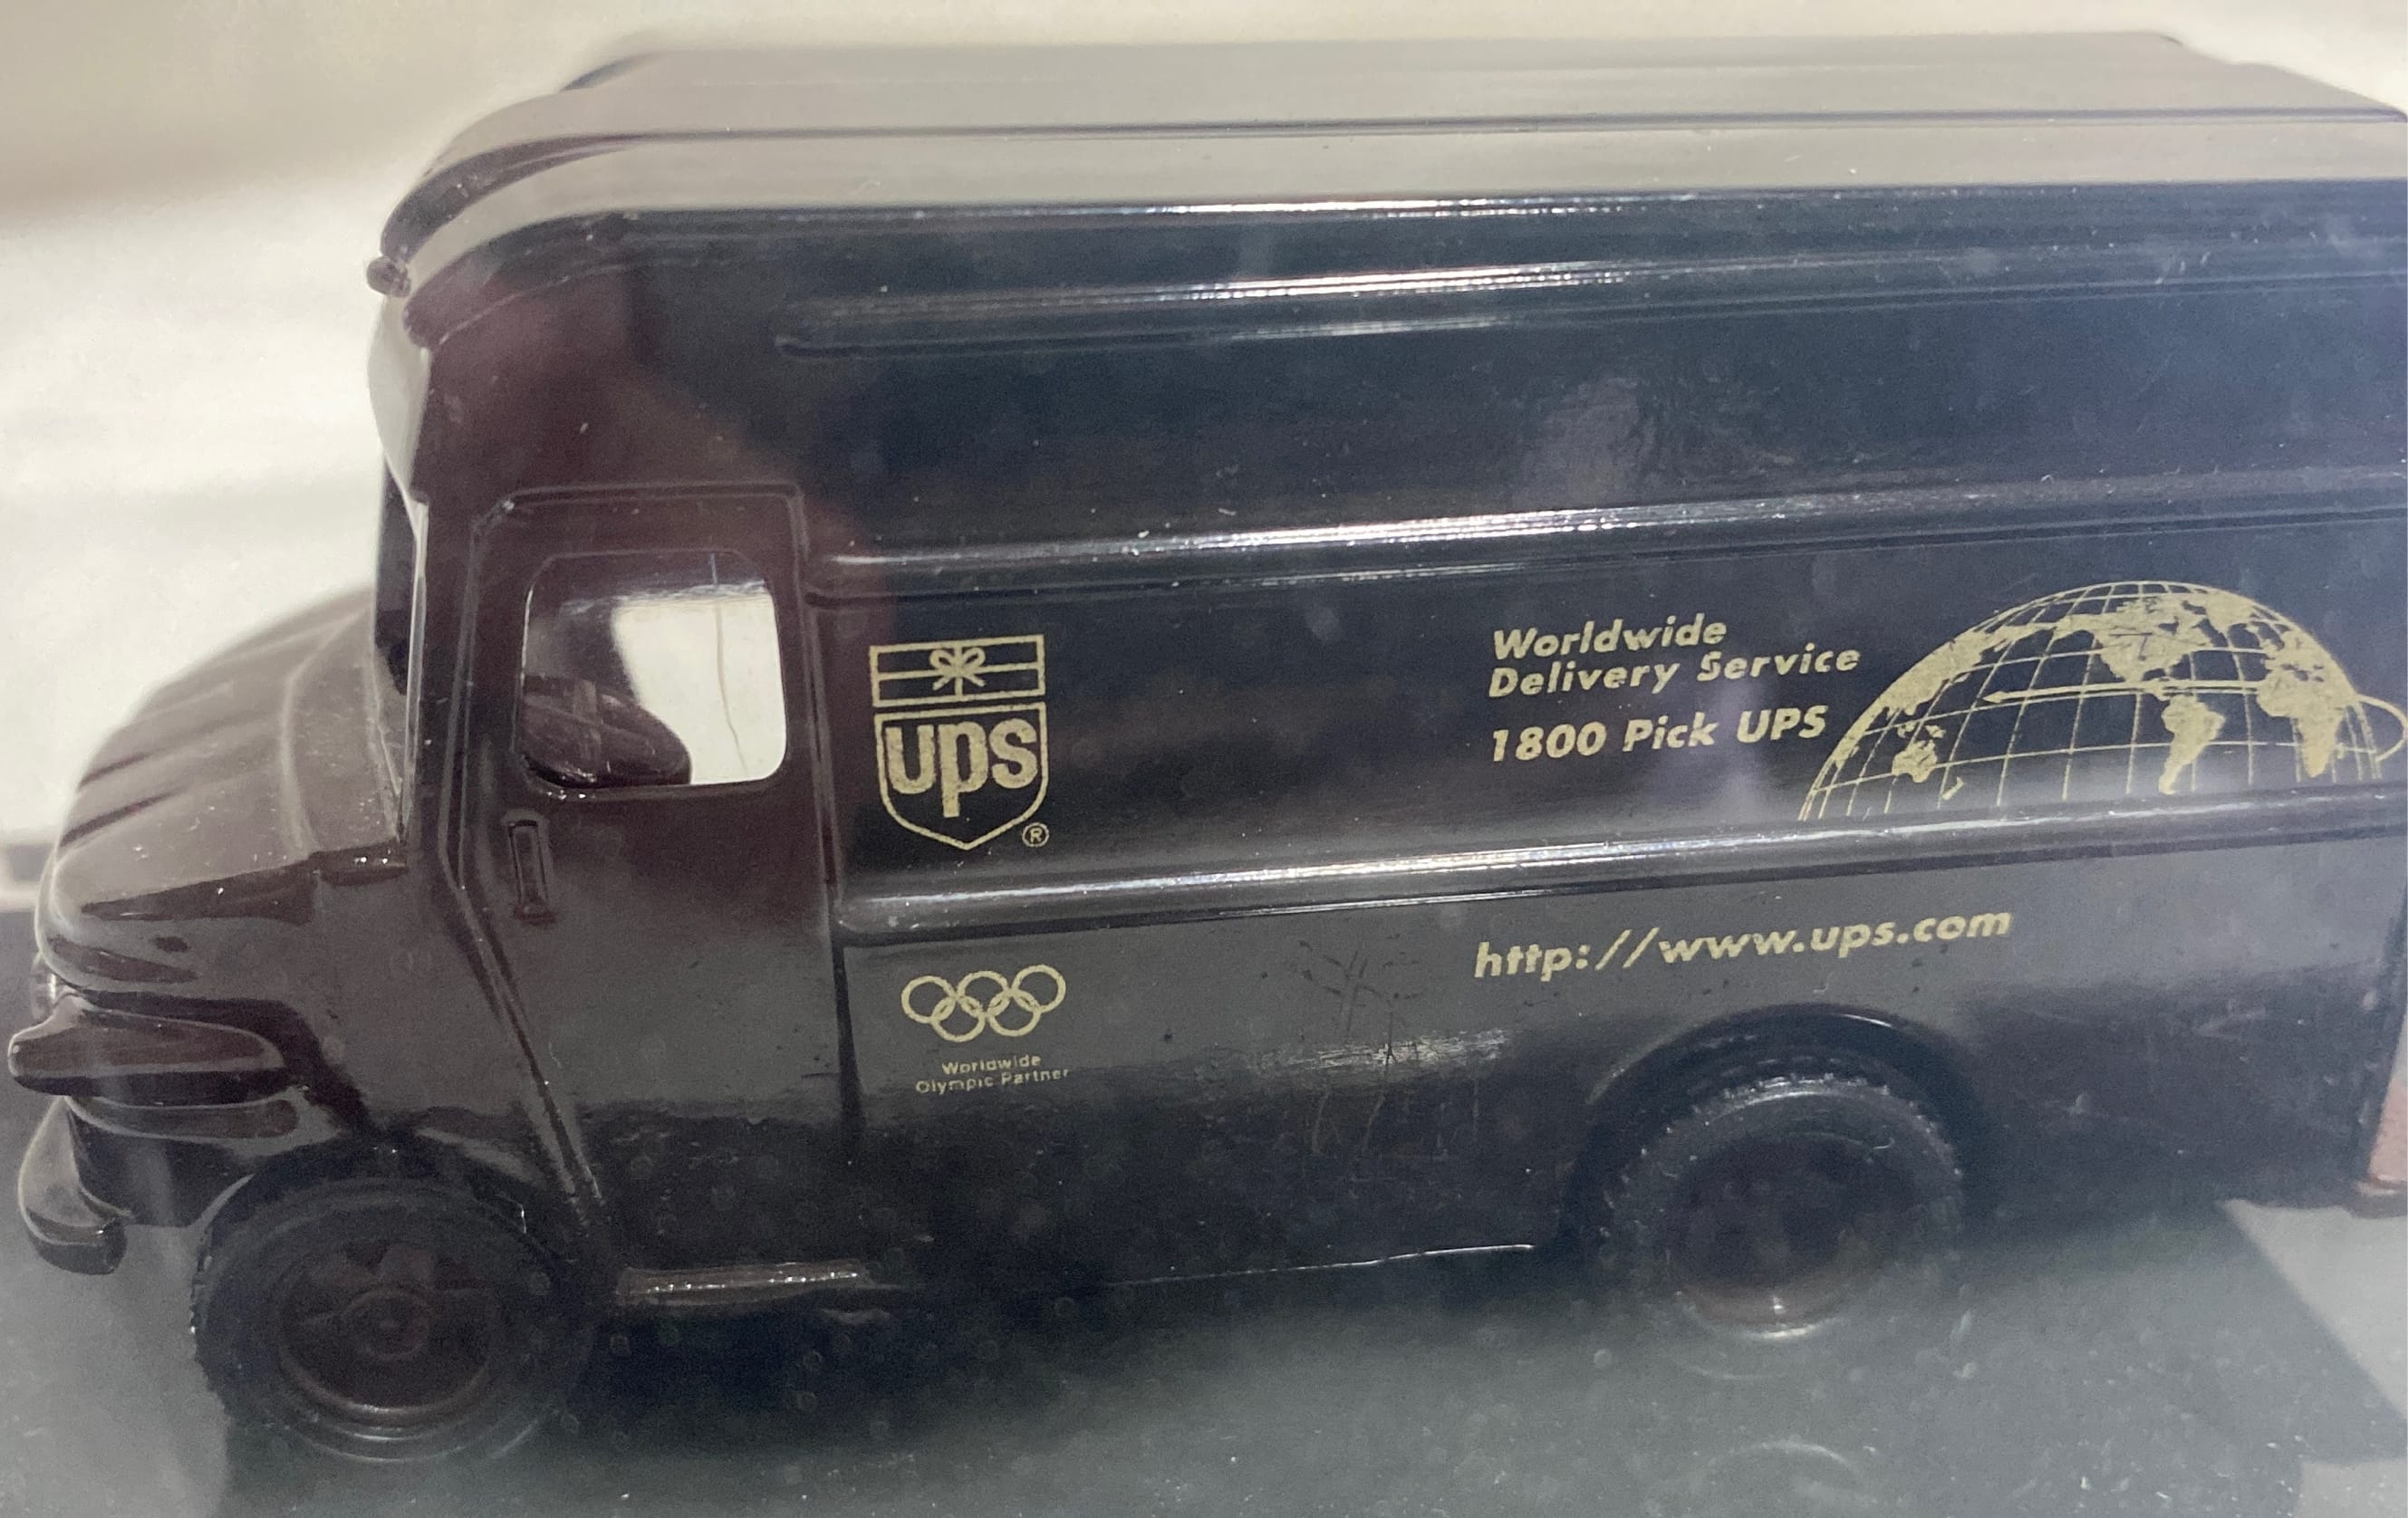 ups
®
Worldwide
Delivery Service
1800 Pick UPS
http://www.ups.com
Worldwide
Olympic Partner